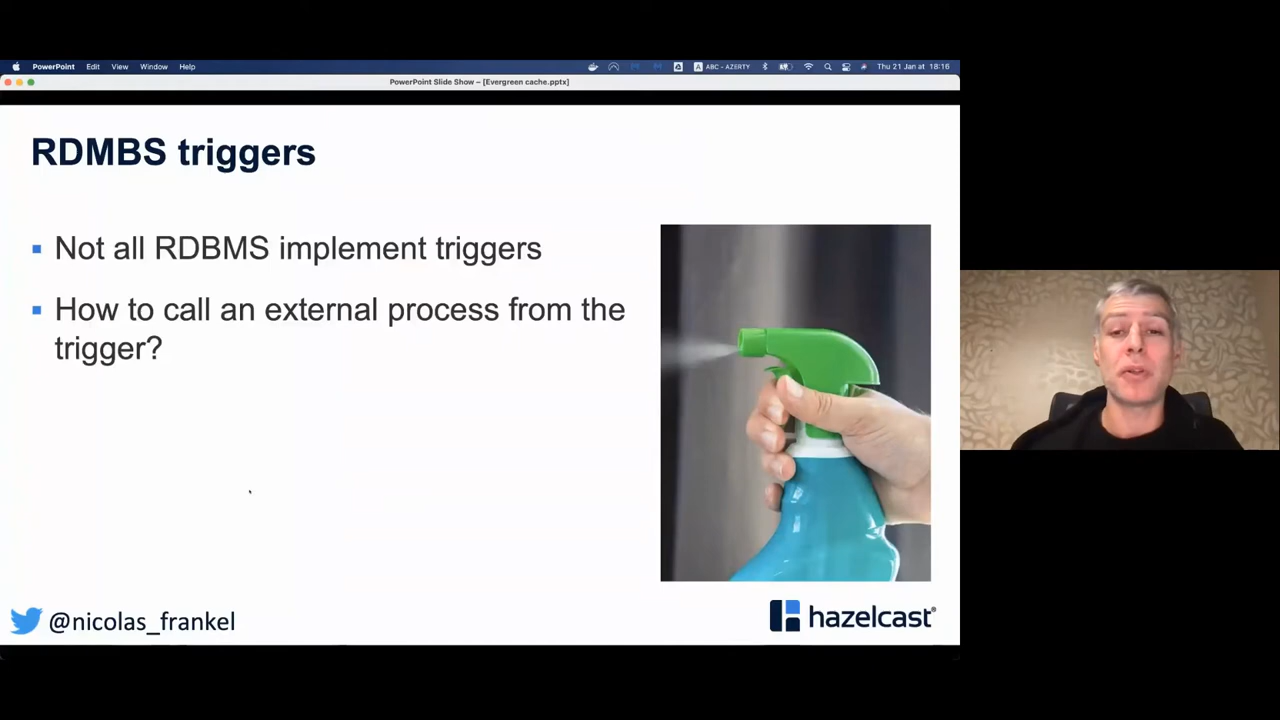 PowerPoint Edit View Window Help
ABC - AZERTY Thu 21 Jan at 18:16
PowerPoint Slide Show – [Evergreen cache.pptx]
RDMBS triggers
Not all RDBMS implement triggers
How to call an external process from the
trigger?
@nicolas_frankel
hazelcast®